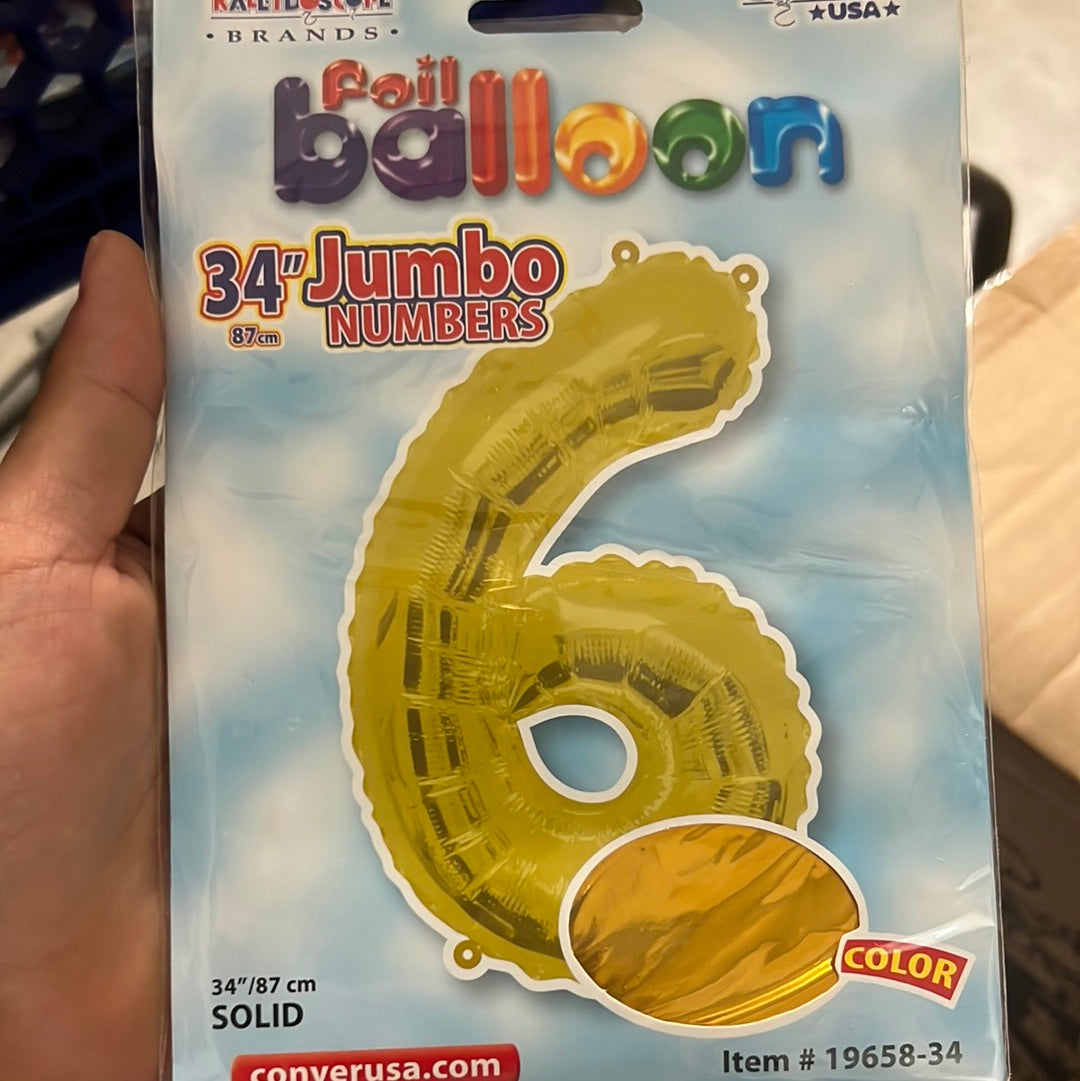 KALEIDOSCOPE
• BRANDS •
★USA★
foil
balloon
34" Jumbo
87cm NUMBERS
6
COLOR
34"/87 cm
SOLID
converusa.com
Item # 19658-34